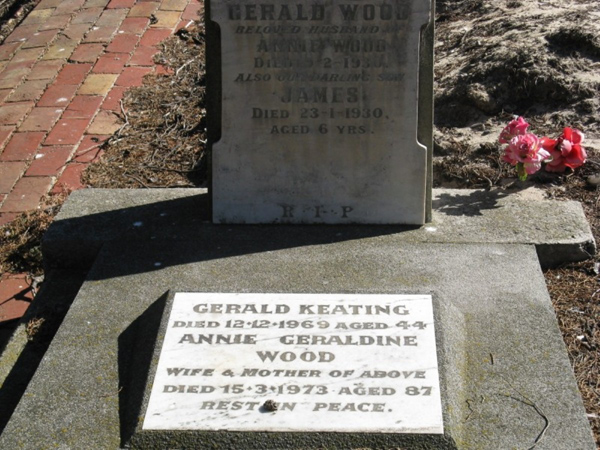 GERALD WOOD
BELOVED HUSBAND OF
ANNIE WOOD
DIED
ALSO OUR DARLING SON
JAMES
DIED 23·1·1930,
AGED 6 YRS.
R I P
GERALD KEATING
DIED 12·12·1969 AGED 44
ANNIE GERALDINE
WOOD
WIFE & MOTHER OF ABOVE
DIED 15·3·1973 AGED 87
REST IN PEACE.